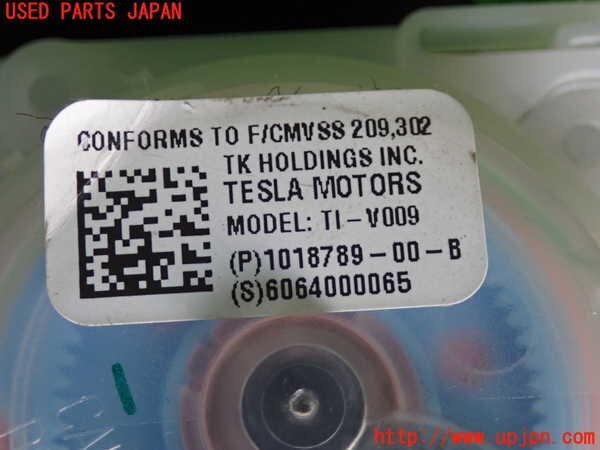 USED PARTS JAPAN
CONFORMS TO F/CMVSS 209,302
TK HOLDINGS INC.
TESLA MOTORS
MODEL: TI-V009
(P)1018789-00-B
(S)6064000065
http://www.upjpn.com